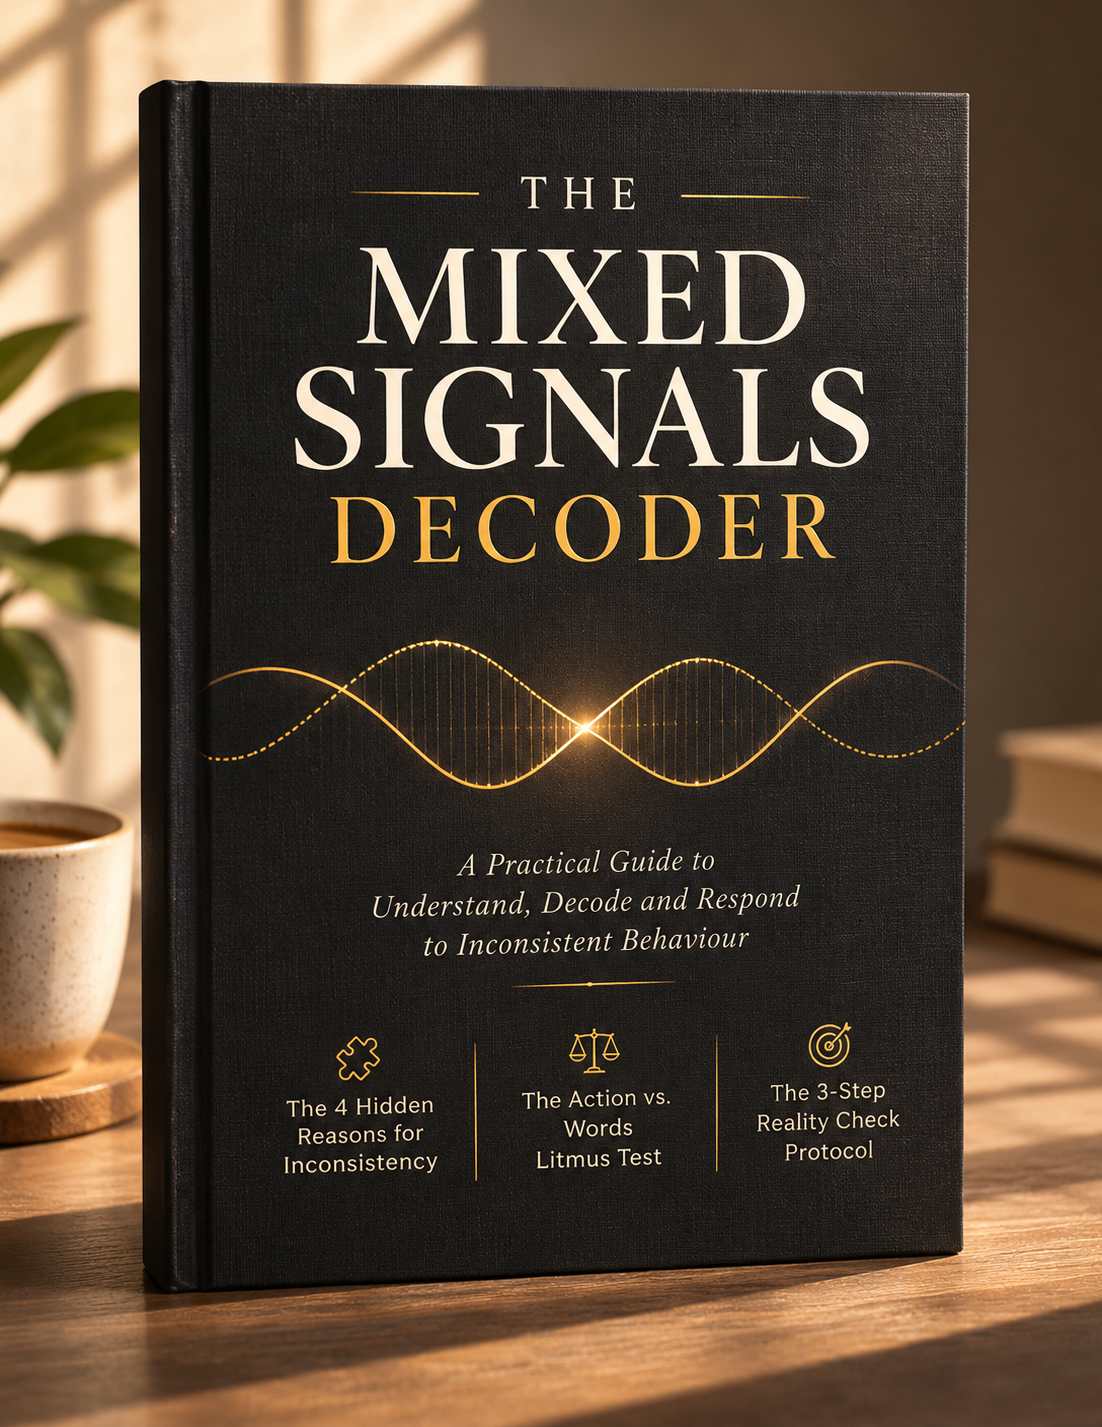 THE
MIXED
SIGNALS
DECODER
A Practical Guide to
Understand, Decode and Respond
to Inconsistent Behaviour
The 4 Hidden
Reasons for
Inconsistency
The Action vs.
Words
Litmus Test
The 3-Step
Reality Check
Protocol